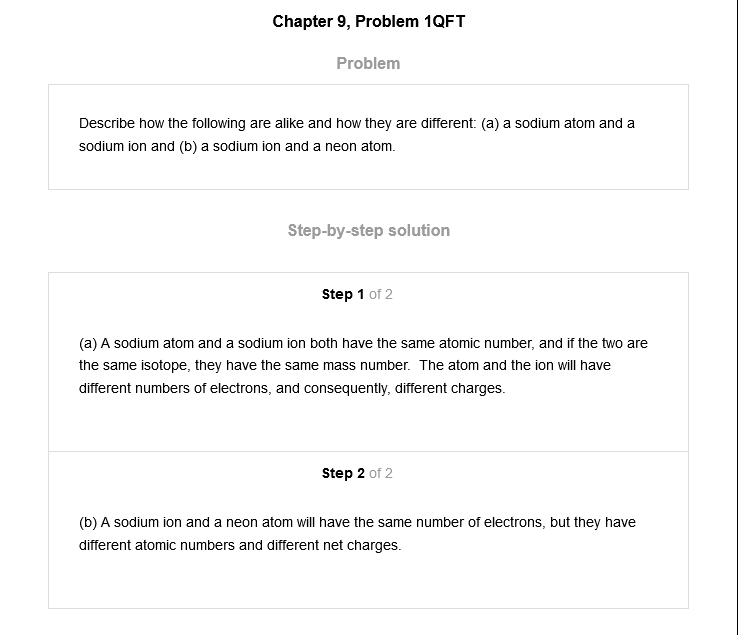 Chapter 9, Problem 1QFT
Problem
Describe how the following are alike and how they are different: (a) a sodium atom and a
sodium ion and (b) a sodium ion and a neon atom.
Step-by-step solution
Step 1 of 2
(a) A sodium atom and a sodium ion both have the same atomic number, and if the two are
the same isotope, they have the same mass number.  The atom and the ion will have
different numbers of electrons, and consequently, different charges.
Step 2 of 2
(b) A sodium ion and a neon atom will have the same number of electrons, but they have
different atomic numbers and different net charges.